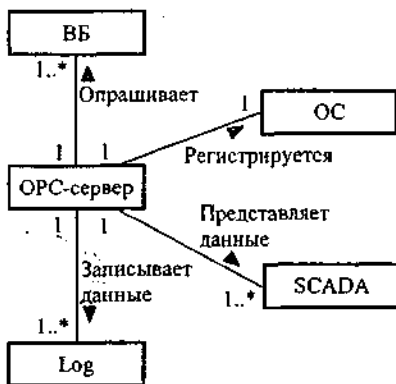 ВБ
1..*
Опрашивает
1
ОС
Регистрируется
1
1
OPC-сервер
1
1
Представляет
данные
Записывает
данные
1..*
SCADA
1..*
Log